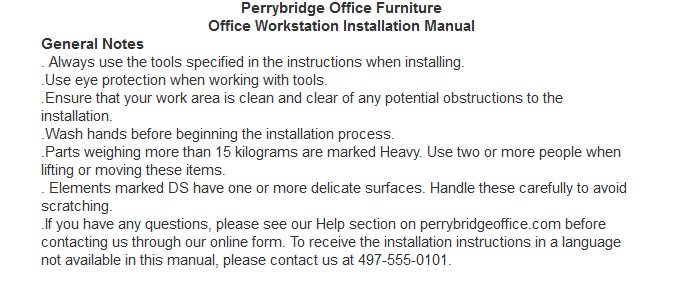 Perrybridge Office Furniture
Office Workstation Installation Manual
General Notes
. Always use the tools specified in the instructions when installing.
.Use eye protection when working with tools.
.Ensure that your work area is clean and clear of any potential obstructions to the
installation.
.Wash hands before beginning the installation process.
.Parts weighing more than 15 kilograms are marked Heavy. Use two or more people when
lifting or moving these items.
. Elements marked DS have one or more delicate surfaces. Handle these carefully to avoid
scratching.
.If you have any questions, please see our Help section on perrybridgeoffice.com before
contacting us through our online form. To receive the installation instructions in a language
not available in this manual, please contact us at 497-555-0101.